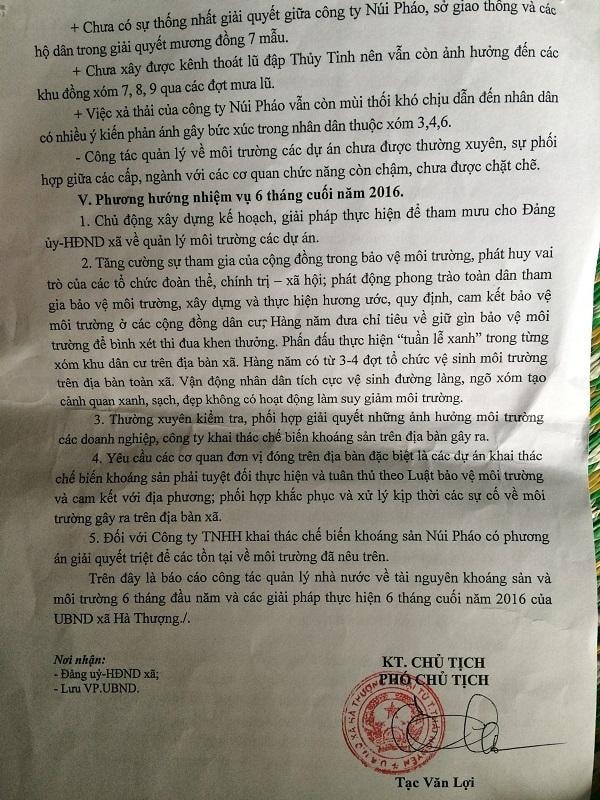 + Chưa có sự thống nhất giải quyết giữa công ty Núi Pháo, sở giao thông và các
hộ dân trong giải quyết mương đồng 7 mẫu.
+ Chưa xây được kênh thoát lũ đập Thủy Tinh nên vẫn còn ảnh hưởng đến các
khu đồng xóm 7, 8, 9 qua các đợt mưa lũ.
+ Việc xả thải của công ty Núi Pháo vẫn còn mùi thối khó chịu dẫn đến nhân dân
có nhiều ý kiến phản ánh gây bức xúc trong nhân dân thuộc xóm 3,4,6.
- Công tác quản lý về môi trường các dự án chưa được thường xuyên, sự phối
hợp giữa các cấp, ngành với các cơ quan chức năng còn chậm, chưa được chặt chẽ.
V. Phương hướng nhiệm vụ 6 tháng cuối năm 2016.
1. Chủ động xây dựng kế hoạch, giải pháp thực hiện để tham mưu cho Đảng
ủy-HĐND xã về quản lý môi trường các dự án.
2. Tăng cường sự tham gia của cộng đồng trong bảo vệ môi trường, phát huy vai
trò của các tổ chức đoàn thể, chính trị – xã hội; phát động phong trào toàn dân tham
gia bảo vệ môi trường, xây dựng và thực hiện hương ước, quy định, cam kết bảo vệ
môi trường ở các cộng đồng dân cư; Hàng năm đưa chỉ tiêu về giữ gìn bảo vệ môi
trường để bình xét thi đua khen thưởng. Phấn đấu thực hiện “tuần lễ xanh” trong từng
xóm khu dân cư trên địa bàn xã. Hàng năm có từ 3-4 đợt tổ chức vệ sinh môi trường
trên địa bàn toàn xã. Vận động nhân dân tích cực vệ sinh đường làng, ngõ xóm tạo
cảnh quan xanh, sạch, đẹp không có hoạt động làm suy giảm môi trường.
3. Thường xuyên kiểm tra, phối hợp giải quyết những ảnh hưởng môi trường
các doanh nghiệp, công ty khai thác chế biến khoáng sản trên địa bàn gây ra.
4. Yêu cầu các cơ quan đơn vị đóng trên địa bàn đặc biệt là các dự án khai thác
chế biến khoáng sản phải tuyệt đối thực hiện và tuân thủ theo Luật bảo vệ môi trường
và cam kết với địa phương; phối hợp khắc phục và xử lý kịp thời các sự cố về môi
trường gây ra trên địa bàn xã.
5. Đối với Công ty TNHH khai thác chế biến khoáng sản Núi Pháo có phương
án giải quyết triệt để các tồn tại về môi trường đã nêu trên.
Trên đây là báo cáo công tác quản lý nhà nước về tài nguyên khoáng sản và
môi trường 6 tháng đầu năm và các giải pháp thực hiện 6 tháng cuối năm 2016 của
UBND xã Hà Thượng./.
Nơi nhận:
- Đảng uỷ-HĐND xã;
- Lưu VP.UBND.
KT. CHỦ TỊCH
PHÓ CHỦ TỊCH
Tạc Văn Lợi